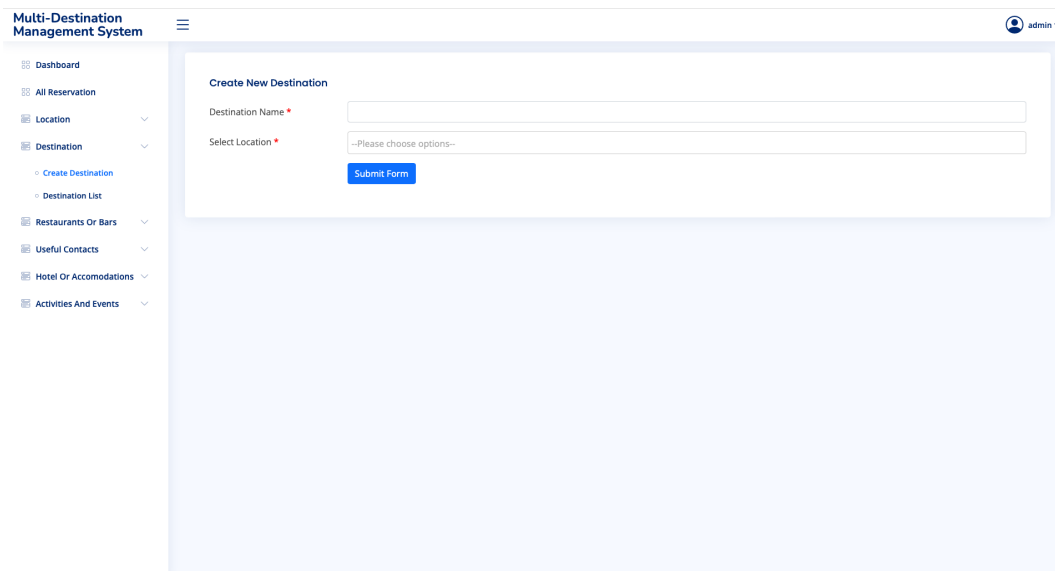 Multi-Destination
Management System
admin
Dashboard
All Reservation
Location
Destination
Create Destination
Destination List
Restaurants Or Bars
Useful Contacts
Hotel Or Accomodations
Activities And Events
Create New Destination
Destination Name *
Select Location *
--Please choose options--
Submit Form